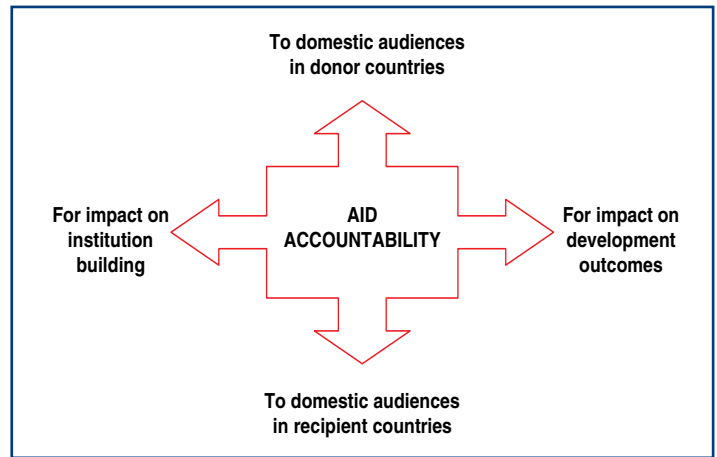 To domestic audiences
in donor countries
For impact on
institution
building
AID
ACCOUNTABILITY
For impact on
development
outcomes
To domestic audiences
in recipient countries